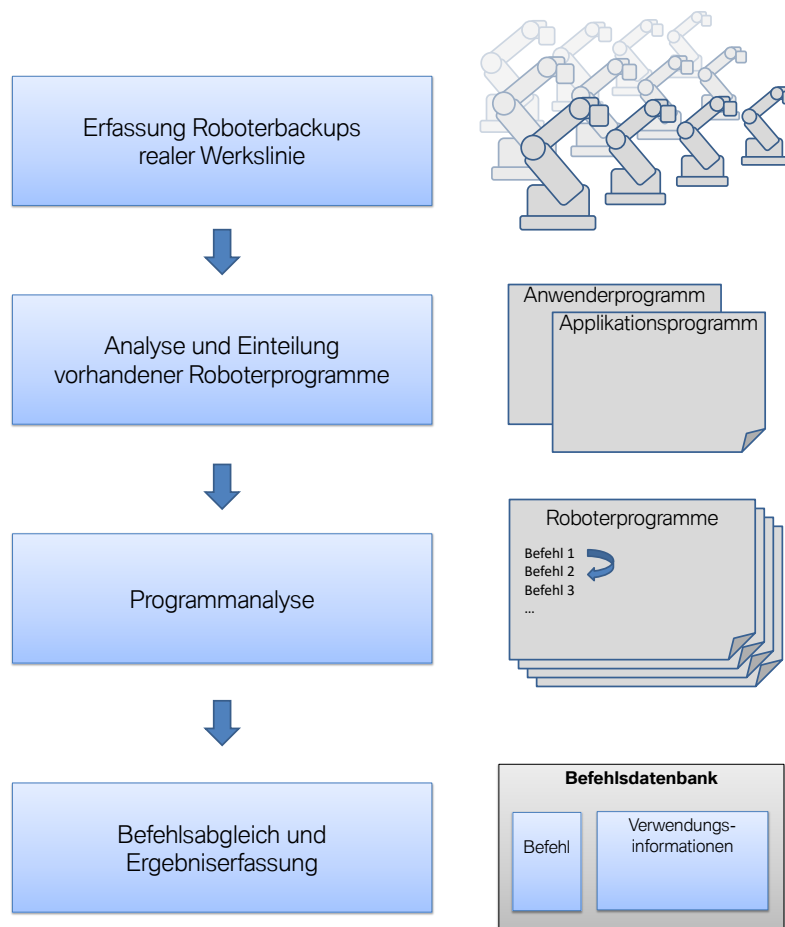 Erfassung Roboterbackups
realer Werkslinie
Analyse und Einteilung
vorhandener Roboterprogramme
Anwenderprogramm
Applikationsprogramm
Programmanalyse
Roboterprogramme
Befehl 1
Befehl 2
Befehl 3
...
Befehlsabgleich und
Ergebniserfassung
Befehlsdatenbank
Befehl
Verwendungs-
informationen